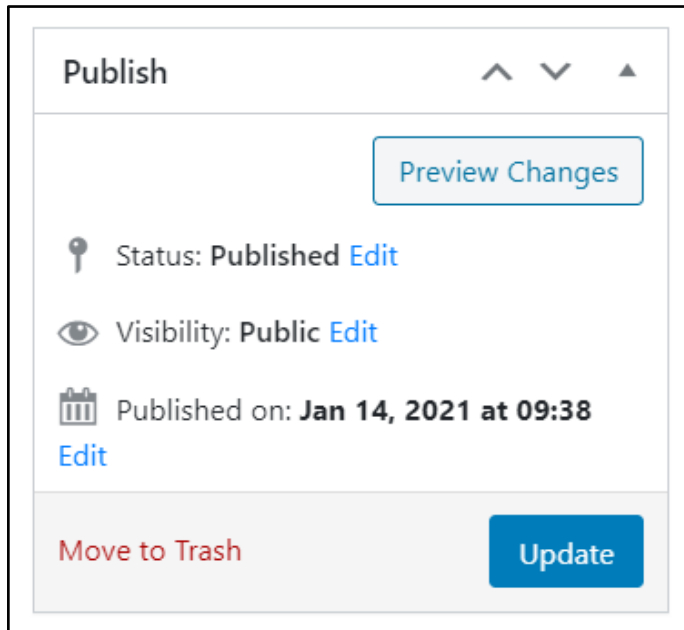 Publish
Preview Changes
Status: Published Edit
Visibility: Public Edit
Published on: Jan 14, 2021 at 09:38
Edit
Move to Trash
Update